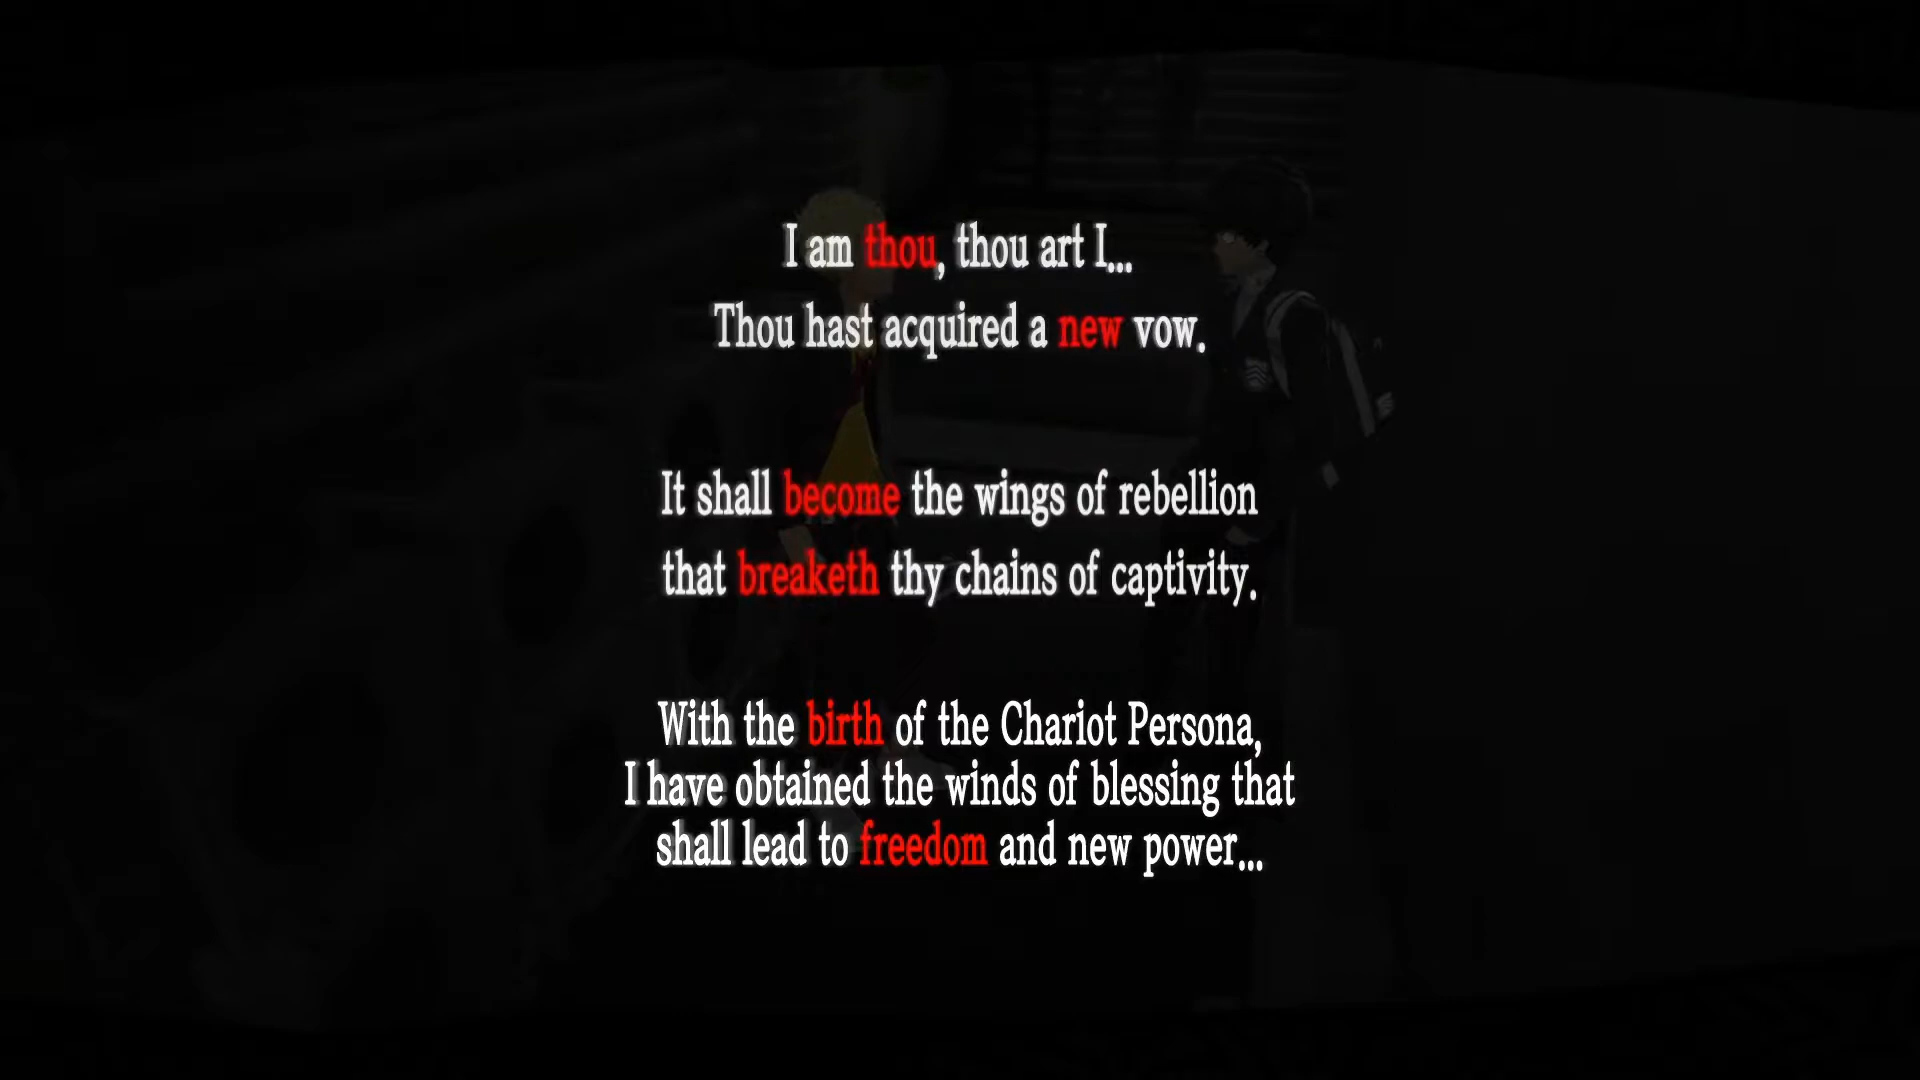 I am thou, thou art I...
Thou hast acquired a new vow.
It shall become the wings of rebellion
that breaketh thy chains of captivity.
With the birth of the Chariot Persona,
I have obtained the winds of blessing that
shall lead to freedom and new power...